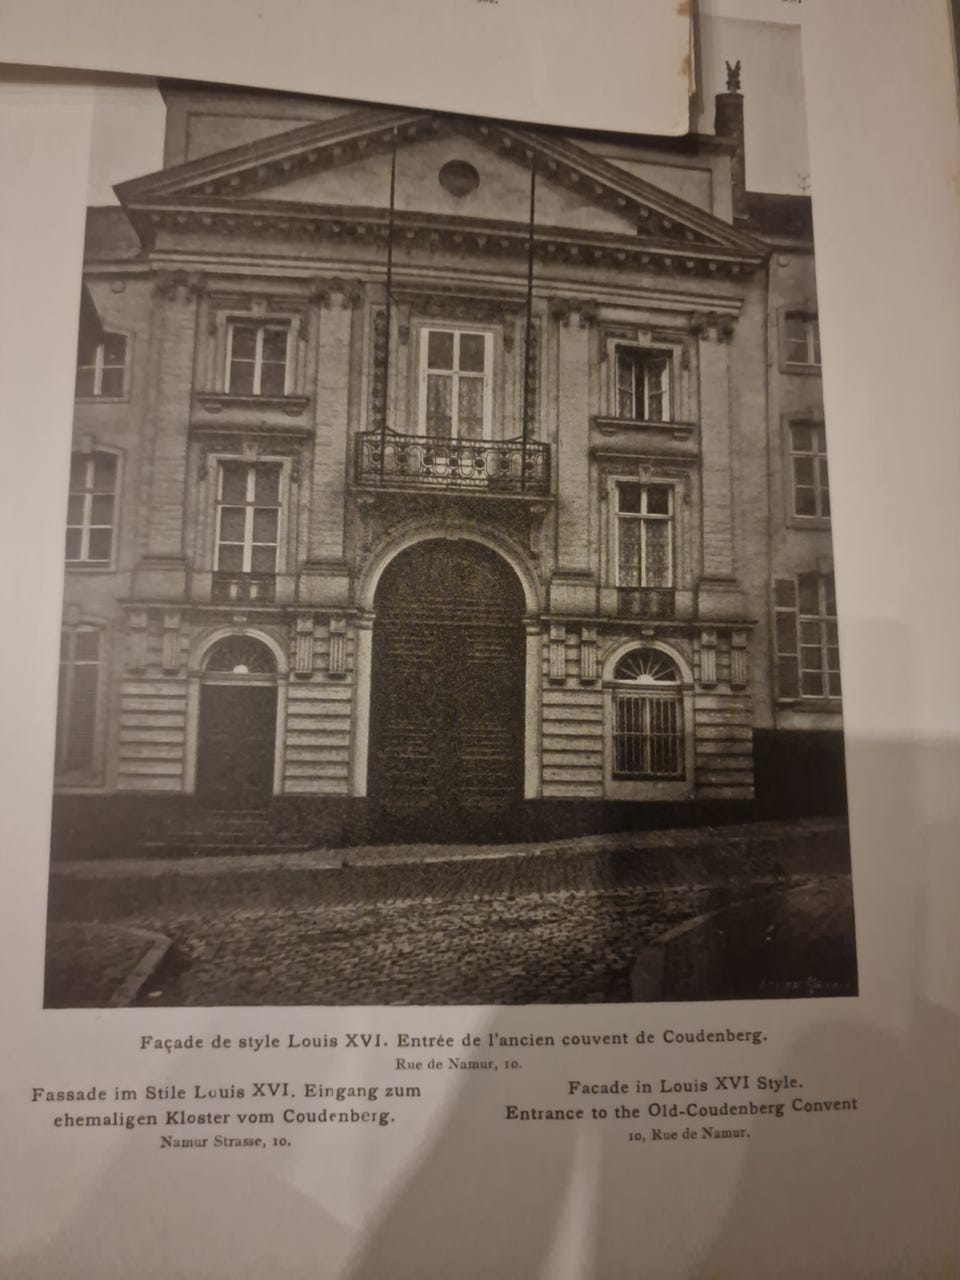 Façade de style Louis XVI. Entrée de l'ancien couvent de Coudenberg.
Rue de Namur, 10.
Fassade im Stile Louis XVI. Eingang zum
ehemaligen Kloster vom Coudenberg.
Namur Strasse, 10.
Facade in Louis XVI Style.
Entrance to the Old-Coudenberg Convent
10, Rue de Namur.